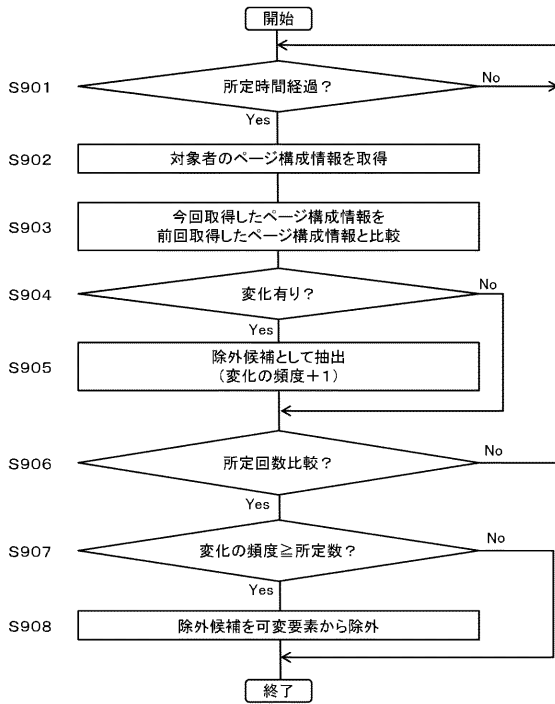 開始
S901
所定時間経過?
No
Yes
S902
対象者のページ構成情報を取得
S903
今回取得したページ構成情報を
前回取得したページ構成情報と比較
S904
変化有り?
No
Yes
S905
除外候補として抽出
(変化の頻度+1)
S906
所定回数比較?
No
Yes
S907
変化の頻度≧所定数?
No
Yes
S908
除外候補を可変要素から除外
終了